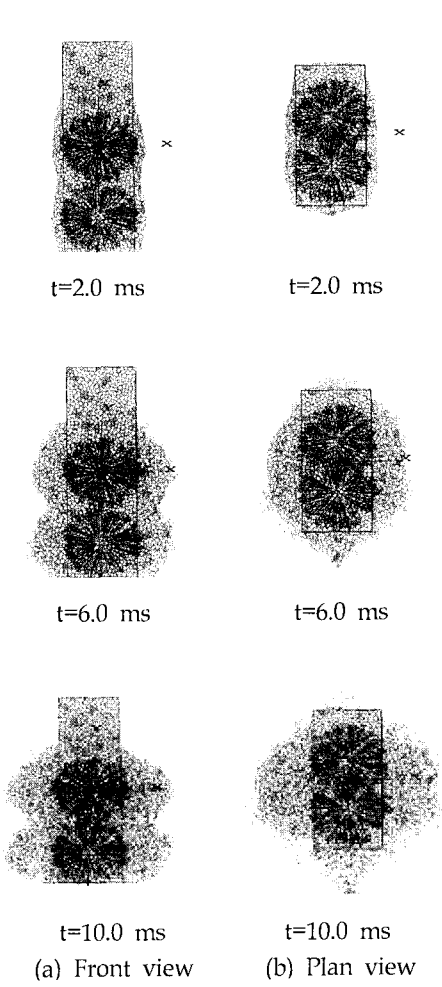 t=2.0 ms
t=2.0 ms
t=6.0 ms
t=6.0 ms
t=10.0 ms
t=10.0 ms
(a) Front view
(b) Plan view